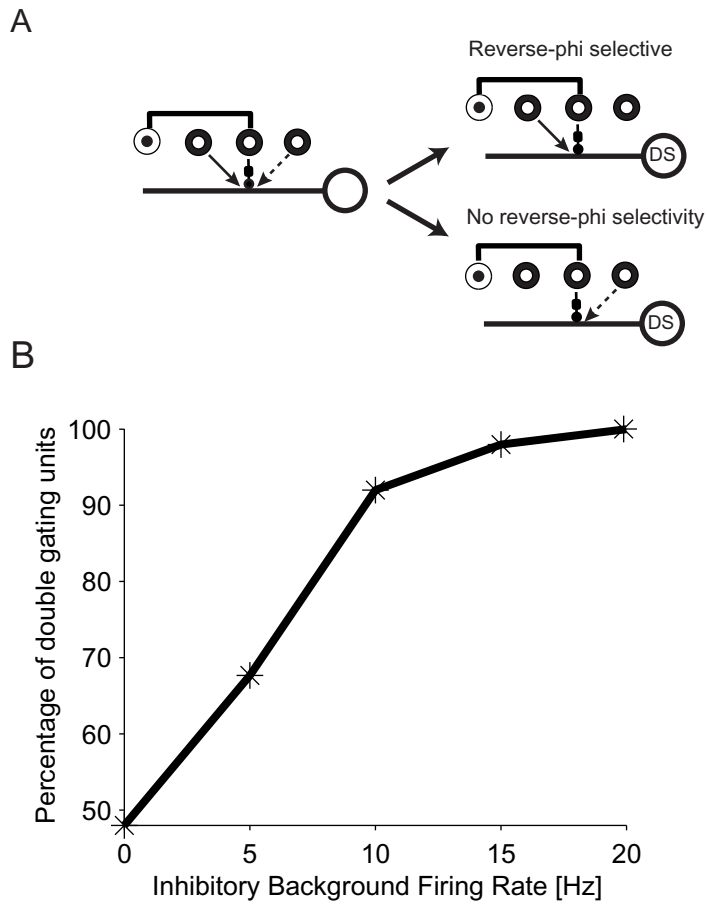 A
Reverse-phi selective
DS
No reverse-phi selectivity
DS
B
Percentage of double gating units
100
90
80
70
60
50
0 5 10 15 20
Inhibitory Background Firing Rate [Hz]